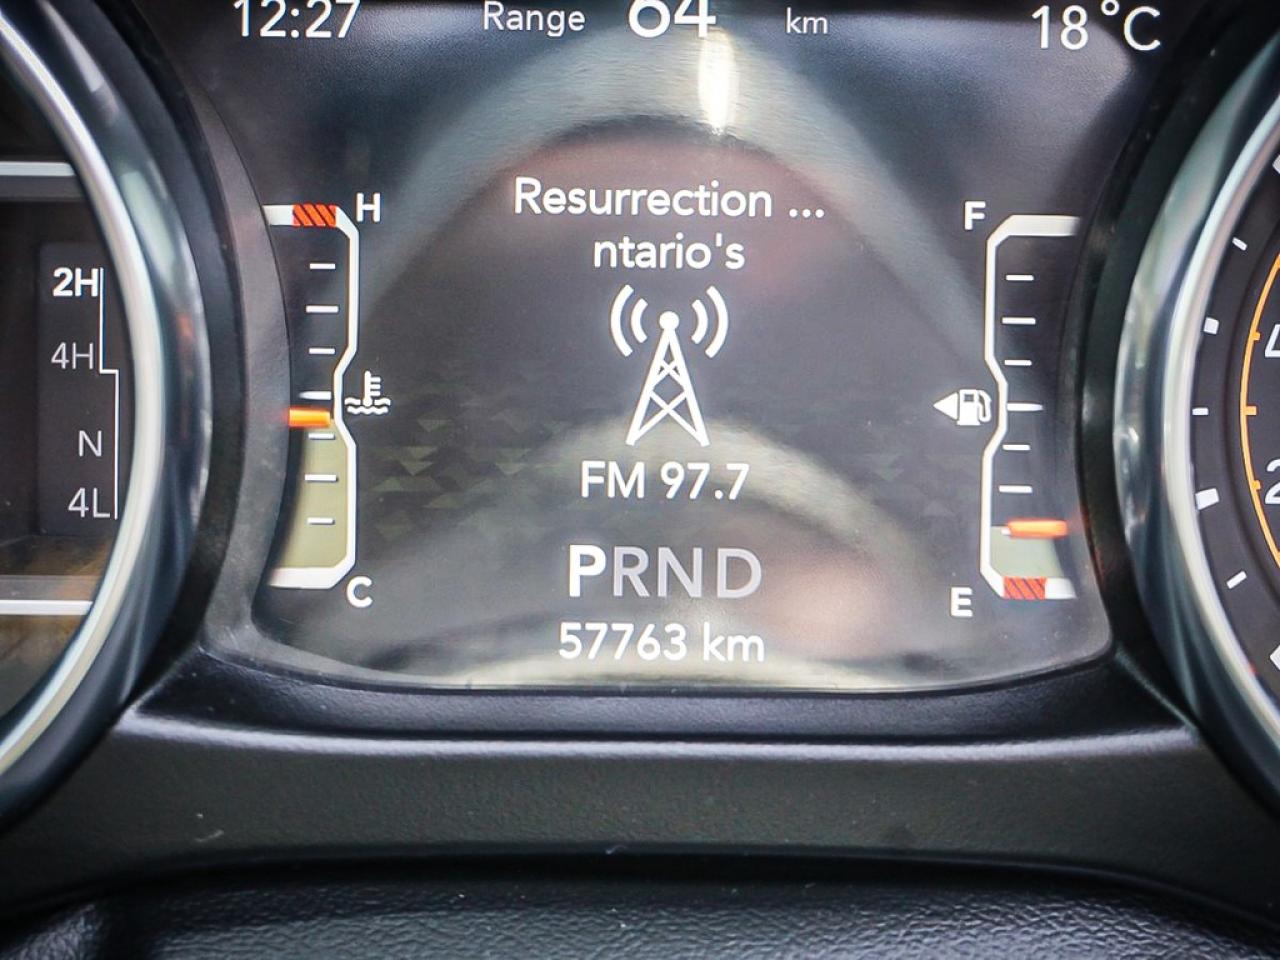 12:27 Range 64 km 18°C
H
Resurrection ...
F
ntario's
2H
4H
N
4L
FM 97.7
PRND
C
E
57763 km